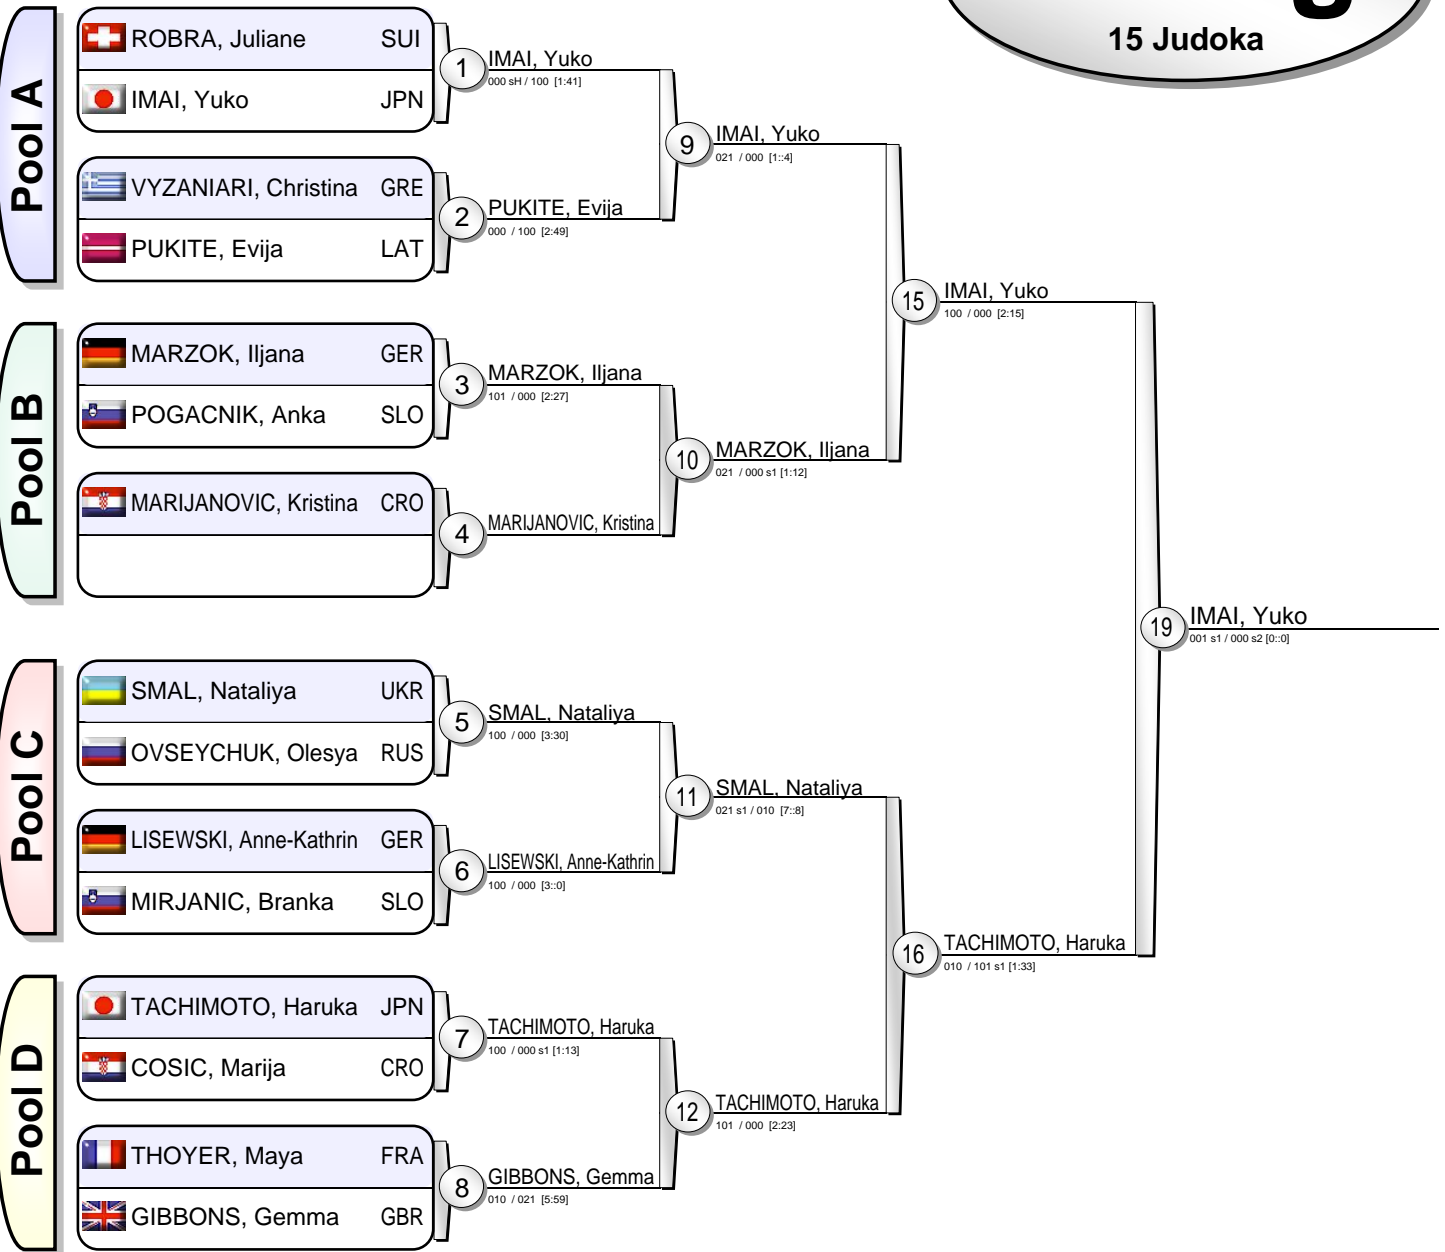 15 Judoka
Pool A
ROBRA, Juliane SUI
IMAI, Yuko JPN
1
IMAI, Yuko
000 sH / 100 [1:41]
VYZANIARI, Christina GRE
PUKITE, Evija LAT
2
PUKITE, Evija
000 / 100 [2:49]
9
IMAI, Yuko
021 / 000 [1::4]
Pool B
MARZOK, Iljana GER
POGACNIK, Anka SLO
3
MARZOK, Iljana
101 / 000 [2:27]
MARIJANOVIC, Kristina CRO
4
MARIJANOVIC, Kristina
10
MARZOK, Iljana
021 / 000 s1 [1:12]
15
IMAI, Yuko
100 / 000 [2:15]
Pool C
SMAL, Nataliya UKR
OVSEYCHUK, Olesya RUS
5
SMAL, Nataliya
100 / 000 [3:30]
LISEWSKI, Anne-Kathrin GER
MIRJANIC, Branka SLO
6
LISEWSKI, Anne-Kathrin
100 / 000 [3::0]
11
SMAL, Nataliya
021 s1 / 010 [7::8]
Pool D
TACHIMOTO, Haruka JPN
COSIC, Marija CRO
7
TACHIMOTO, Haruka
100 / 000 s1 [1:13]
THOYER, Maya FRA
GIBBONS, Gemma GBR
8
GIBBONS, Gemma
010 / 021 [5:59]
12
TACHIMOTO, Haruka
101 / 000 [2:23]
16
TACHIMOTO, Haruka
010 / 101 s1 [1:33]
19
IMAI, Yuko
001 s1 / 000 s2 [0::0]